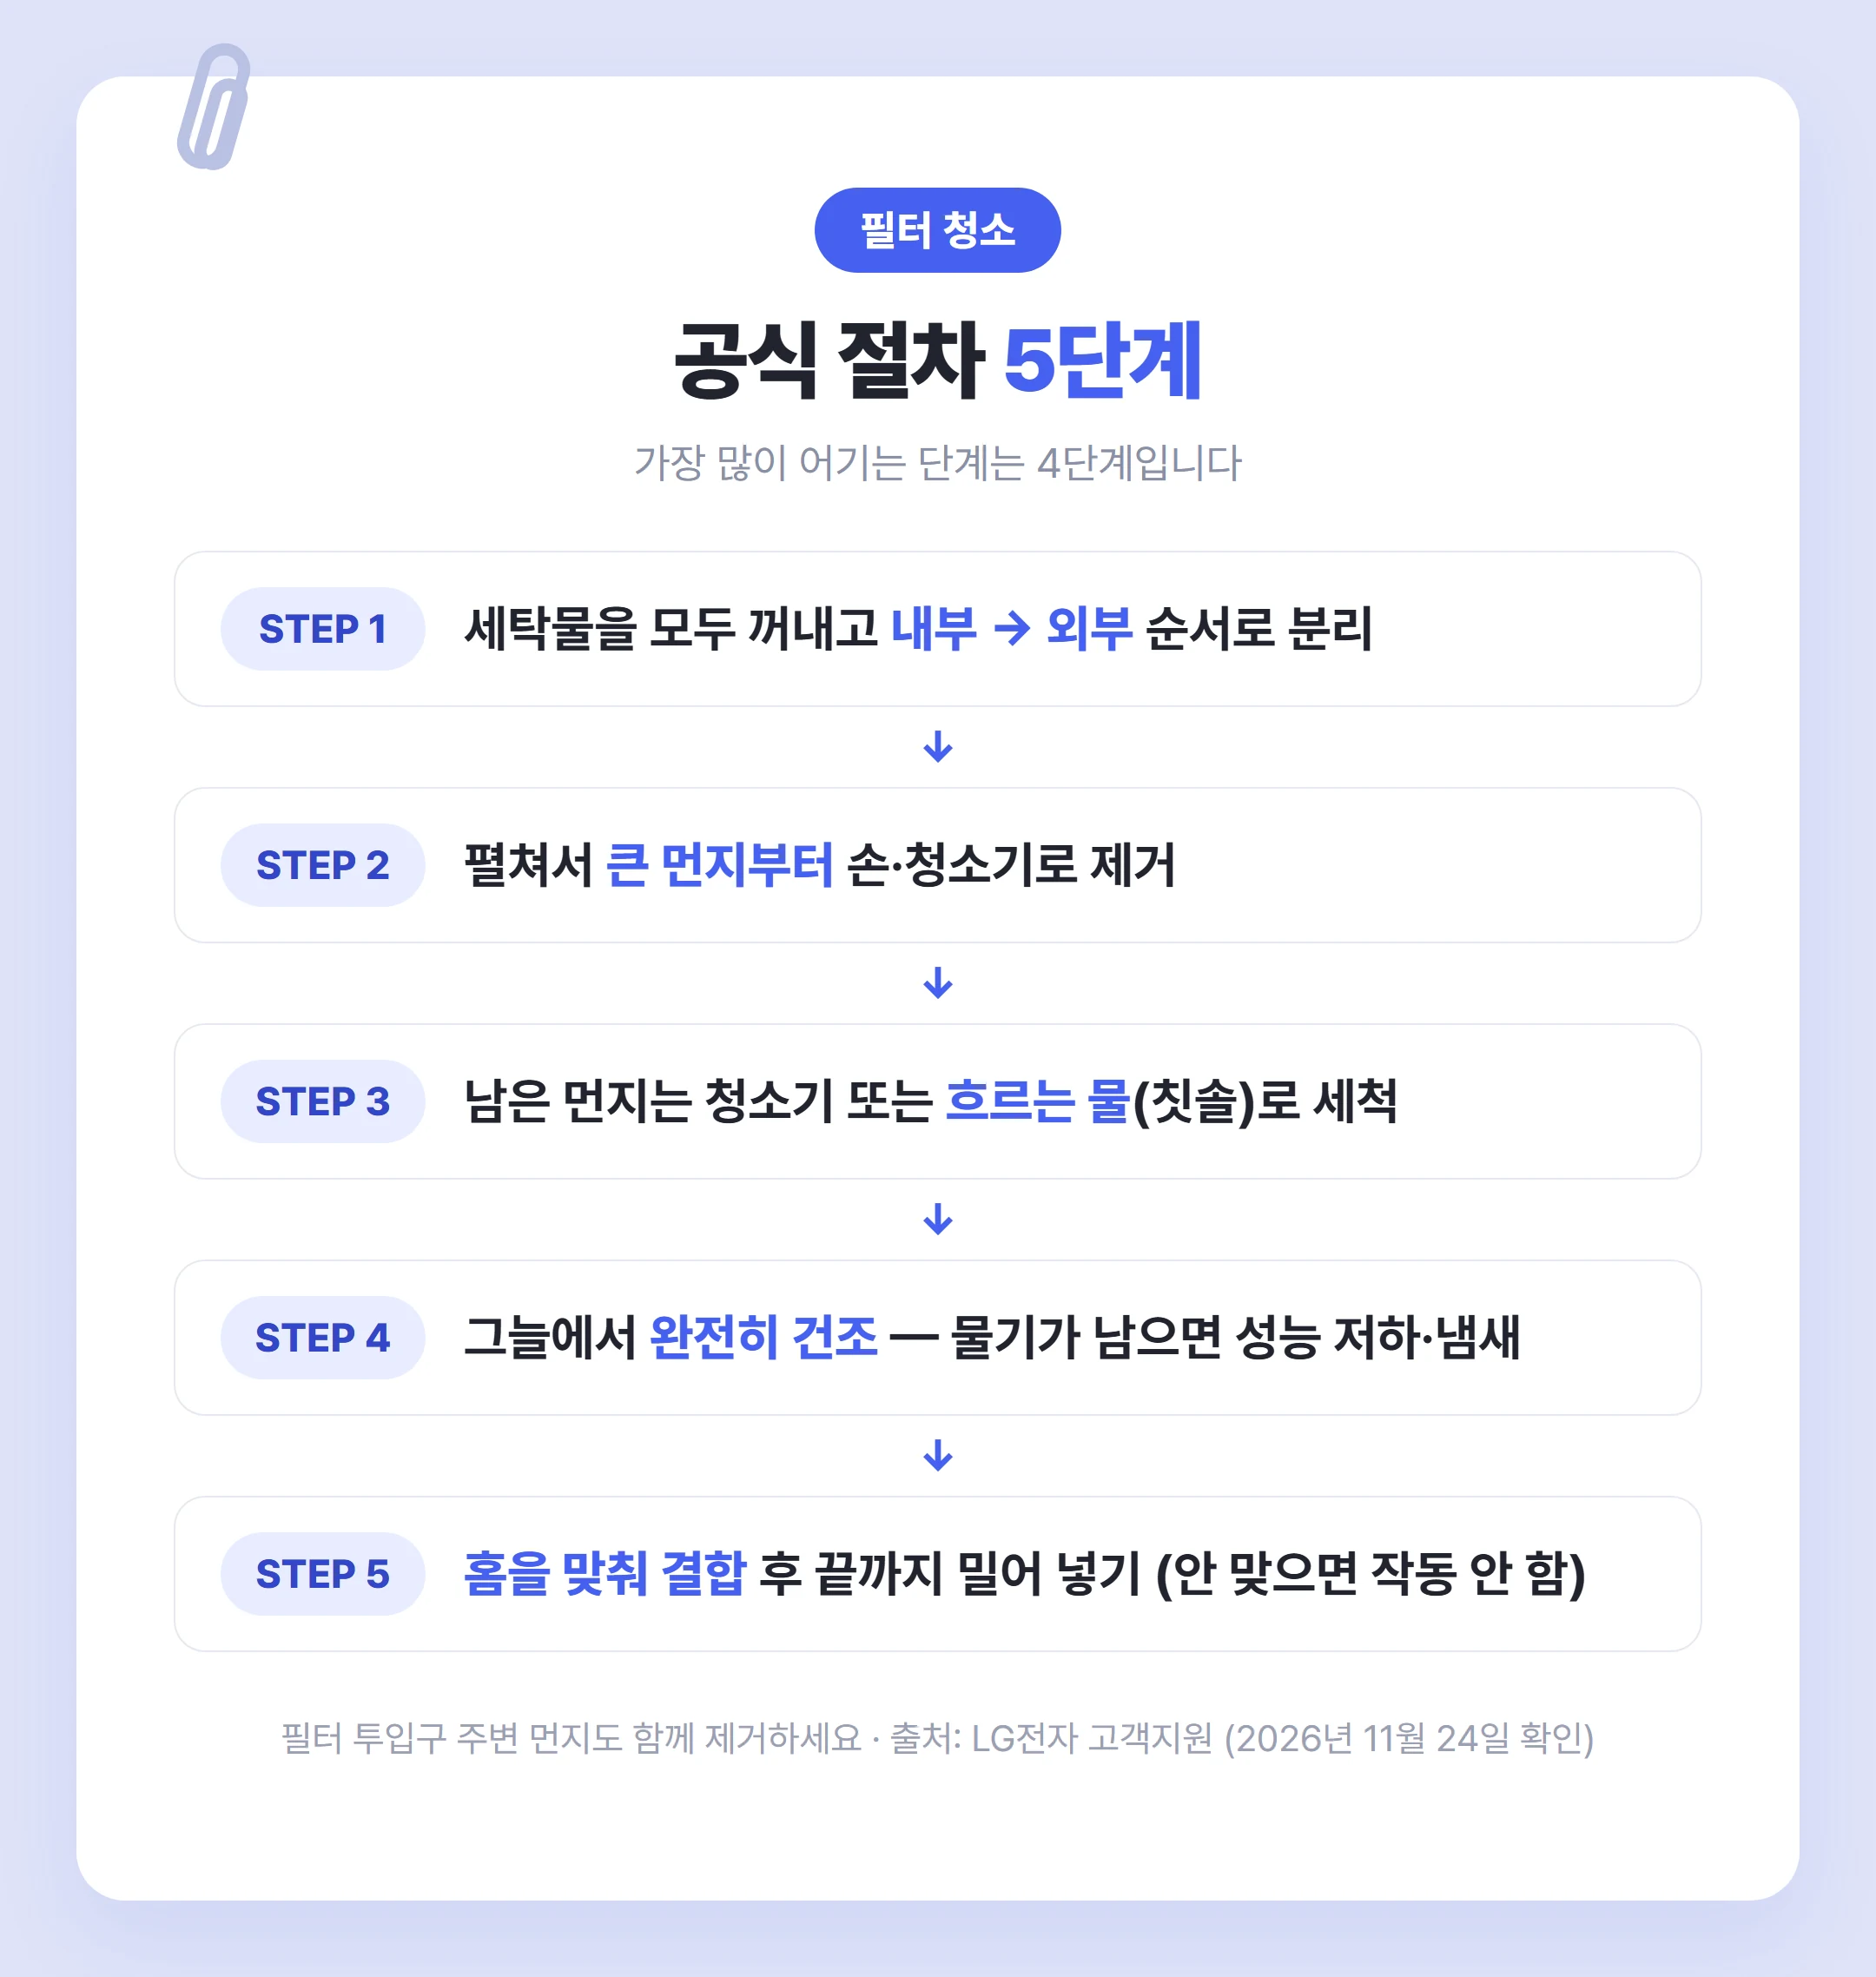 필터 청소
공식 절차 5단계
가장 많이 어기는 단계는 4단계입니다
STEP 1 세탁물을 모두 꺼내고 내부 → 외부 순서로 분리
↓
STEP 2 펼쳐서 큰 먼지부터 손·청소기로 제거
↓
STEP 3 남은 먼지는 청소기 또는 흐르는 물(칫솔)로 세척
↓
STEP 4 그늘에서 완전히 건조 — 물기가 남으면 성능 저하·냄새
↓
STEP 5 홈을 맞춰 결합 후 끝까지 밀어 넣기 (안 맞으면 작동 안 함)
필터 투입구 주변 먼지도 함께 제거하세요 · 출처: LG전자 고객지원 (2026년 11월 24일 확인)